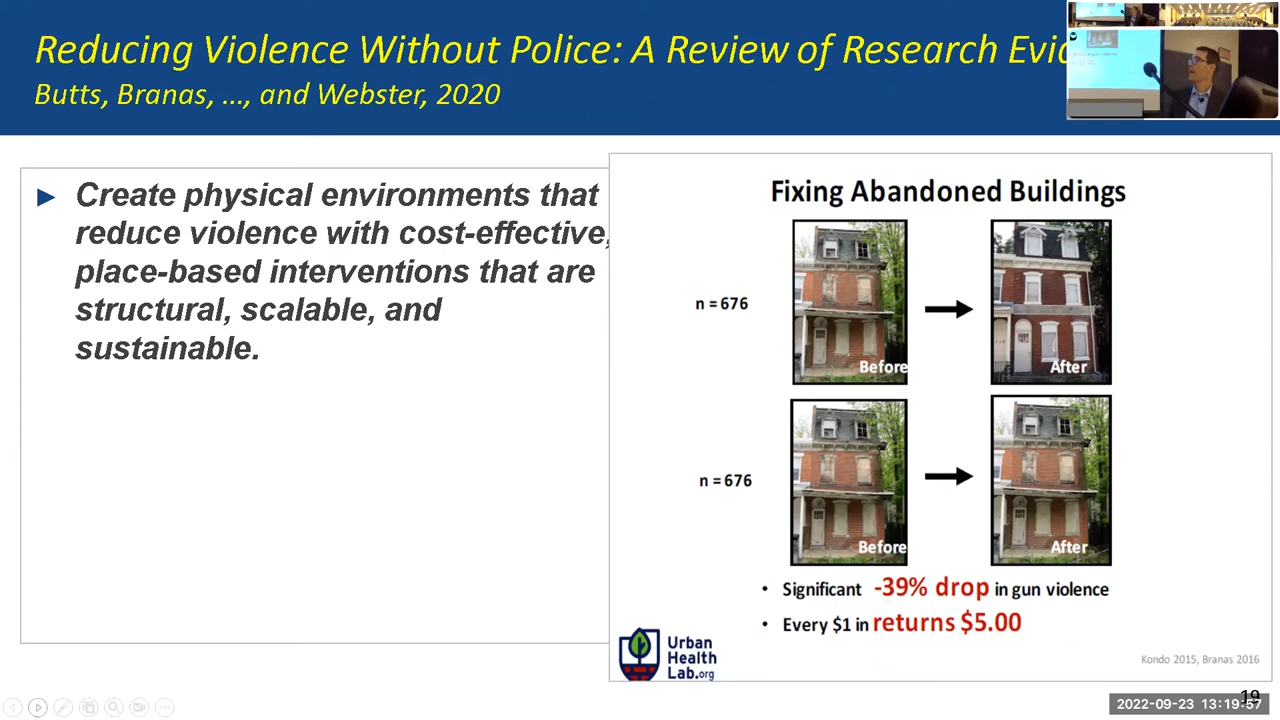 Reducing Violence Without Police: A Review of Research
Butts, Branas, ..., and Webster, 2020
► Create physical environments that
reduce violence with cost-effective,
place-based interventions that are
structural, scalable, and
sustainable.
Fixing Abandoned Buildings
n = 676
Before
After
n = 676
Before
After
• Significant -39% drop in gun violence
• Every $1 in returns $5.00
Urban
Health
Lab.org
Kondo 2015, Branas 2016
19
2022-09-23 13:19:57